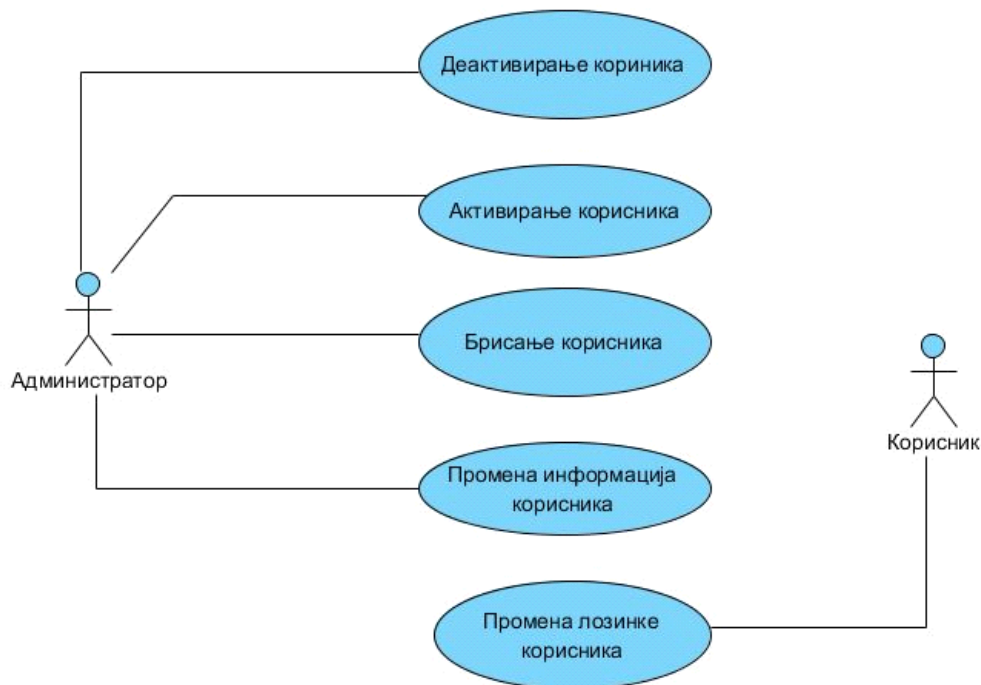 Деактивирање кориника
Активирање корисника
Брисање корисника
Администратор
Корисник
Промена информација
корисника
Промена лозинке
корисника